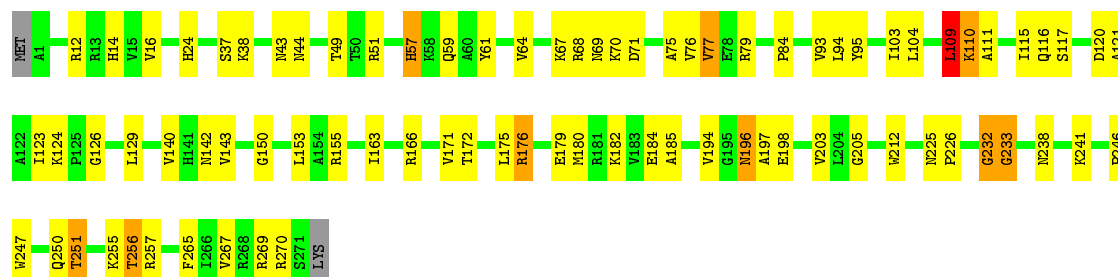 MET A1 R12 R13 H14 V15 V16 H24 S37 K38 N43 N44 T49 T50 R51 H57 K58 Q59 A60 Y61 V64 K67 R68 N69 K70 D71 A75 V76 V77 E78 R79 P84 V93 L94 Y95 I103 L104 L109 K110 A111 I115 Q116 S117 D120 A121
A122 I123 K124 P125 G126 L129 V140 H141 N142 V143 G150 L153 A154 R155 I163 R166 V171 T172 L175 R176 E179 M180 R181 K182 V183 E184 A185 V194 G195 N196 A197 E198 V203 L204 G205 W212 N225 P226 G232 G233 N238 K241
W247 Q250 T251 K255 T256 R257 F265 I266 V267 R268 R269 R270 S271 LYS